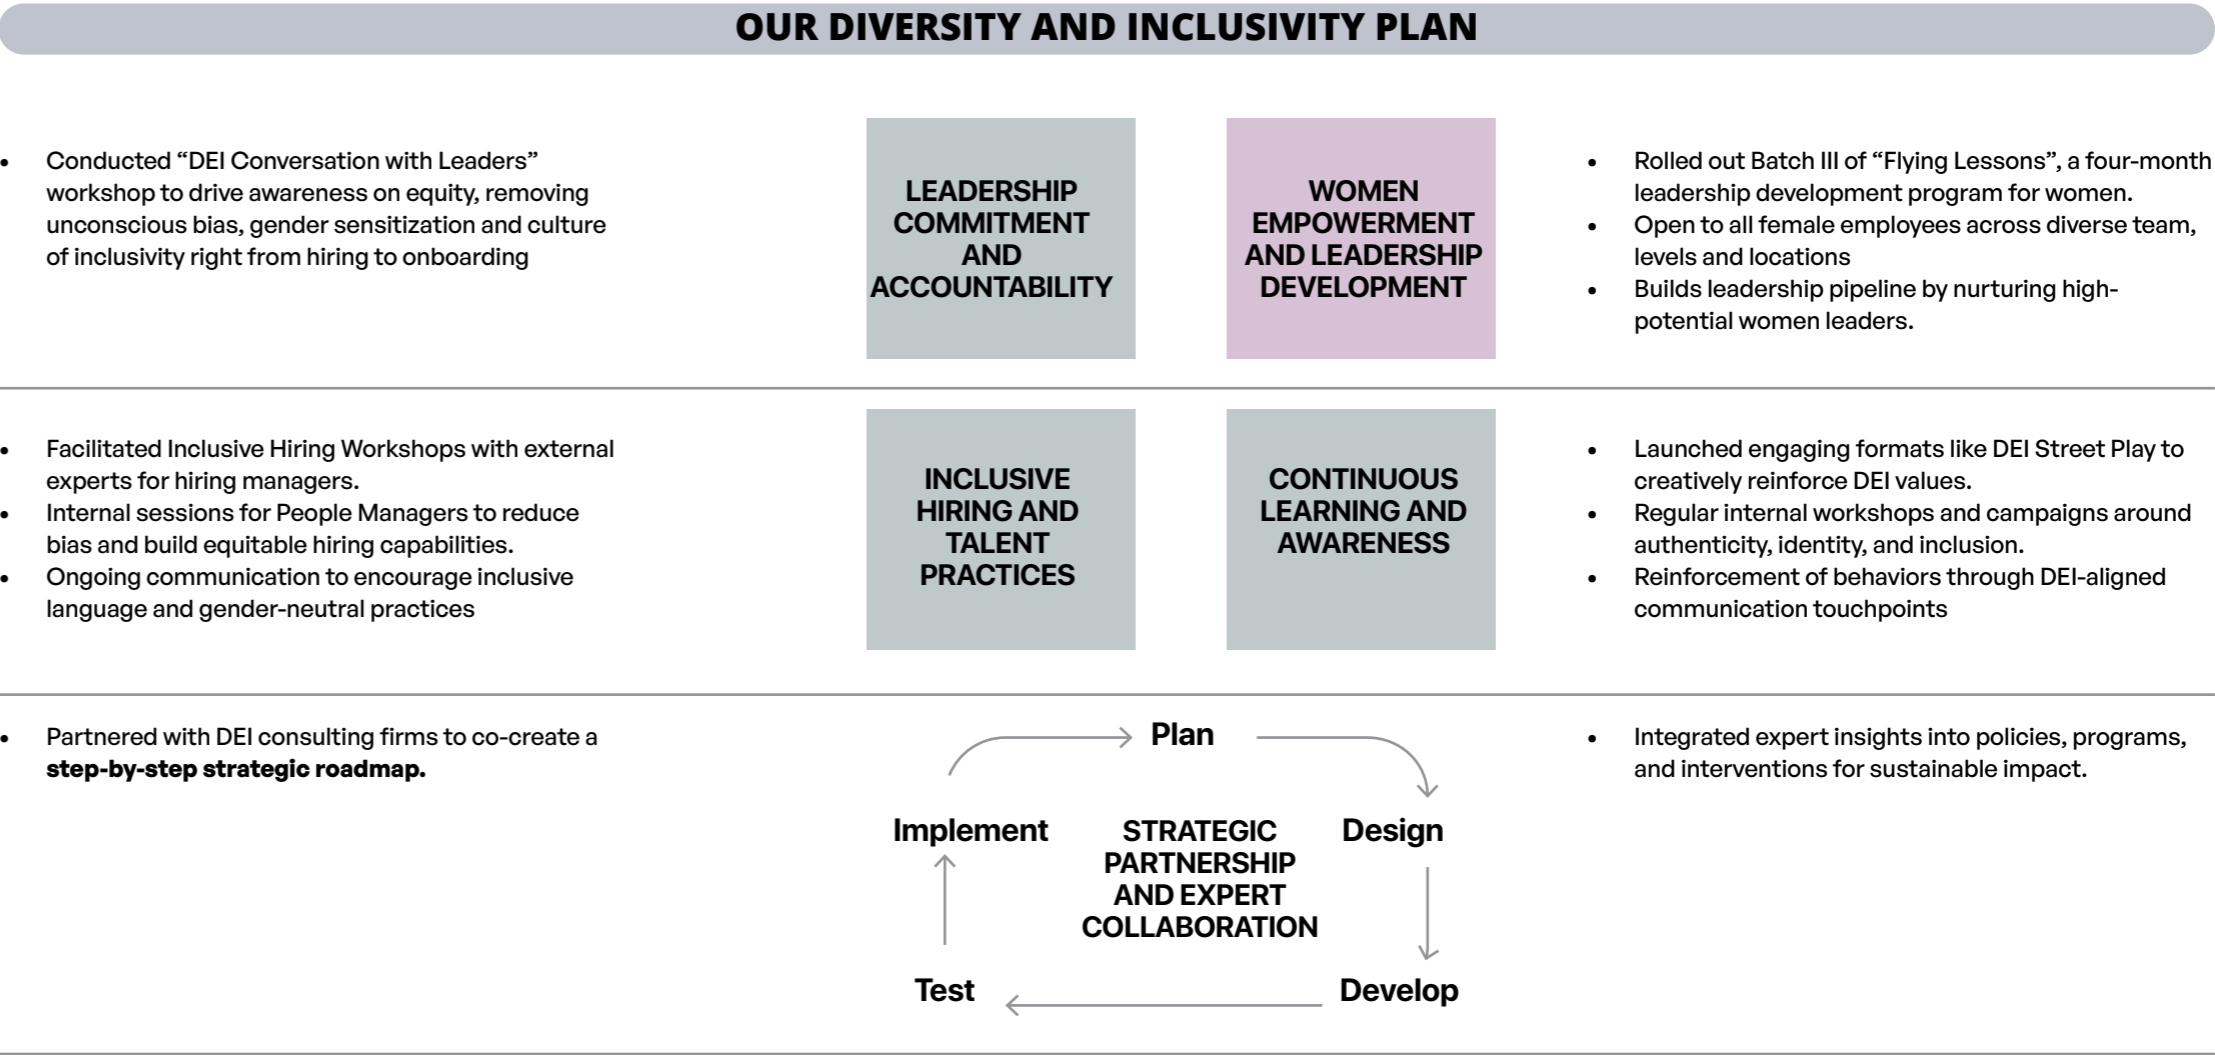 OUR DIVERSITY AND INCLUSIVITY PLAN
• Conducted “DEI Conversation with Leaders”
workshop to drive awareness on equity, removing
unconscious bias, gender sensitization and culture
of inclusivity right from hiring to onboarding
LEADERSHIP
COMMITMENT
AND
ACCOUNTABILITY
WOMEN
EMPOWERMENT
AND LEADERSHIP
DEVELOPMENT
• Rolled out Batch III of “Flying Lessons”, a four-month
leadership development program for women.
• Open to all female employees across diverse team,
levels and locations
• Builds leadership pipeline by nurturing high-
potential women leaders.
• Facilitated Inclusive Hiring Workshops with external
experts for hiring managers.
• Internal sessions for People Managers to reduce
bias and build equitable hiring capabilities.
• Ongoing communication to encourage inclusive
language and gender-neutral practices
INCLUSIVE
HIRING AND
TALENT
PRACTICES
CONTINUOUS
LEARNING AND
AWARENESS
• Launched engaging formats like DEI Street Play to
creatively reinforce DEI values.
• Regular internal workshops and campaigns around
authenticity, identity, and inclusion.
• Reinforcement of behaviors through DEI-aligned
communication touchpoints
• Partnered with DEI consulting firms to co-create a
step-by-step strategic roadmap.
Plan
Implement
STRATEGIC
PARTNERSHIP
AND EXPERT
COLLABORATION
Design
Test
Develop
• Integrated expert insights into policies, programs,
and interventions for sustainable impact.